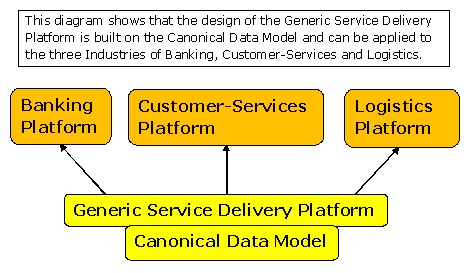 This diagram shows that the design of the Generic Service Delivery
Platform is built on the Canonical Data Model and can be applied to
the three Industries of Banking, Customer-Services and Logistics.
Banking
Platform
Customer-Services
Platform
Logistics
Platform
Generic Service Delivery Platform
Canonical Data Model